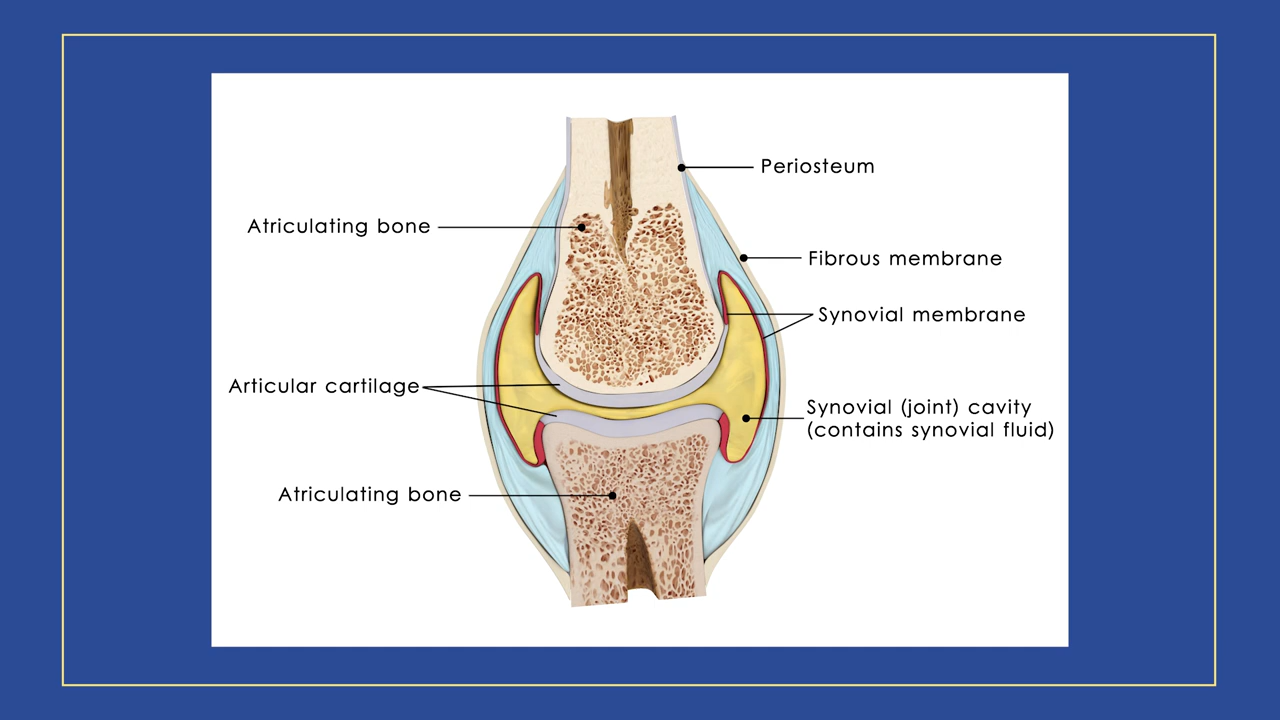 Periosteum
Atriculating bone
Fibrous membrane
Synovial membrane
Articular cartilage
Synovial (joint) cavity
(contains synovial fluid)
Atriculating bone